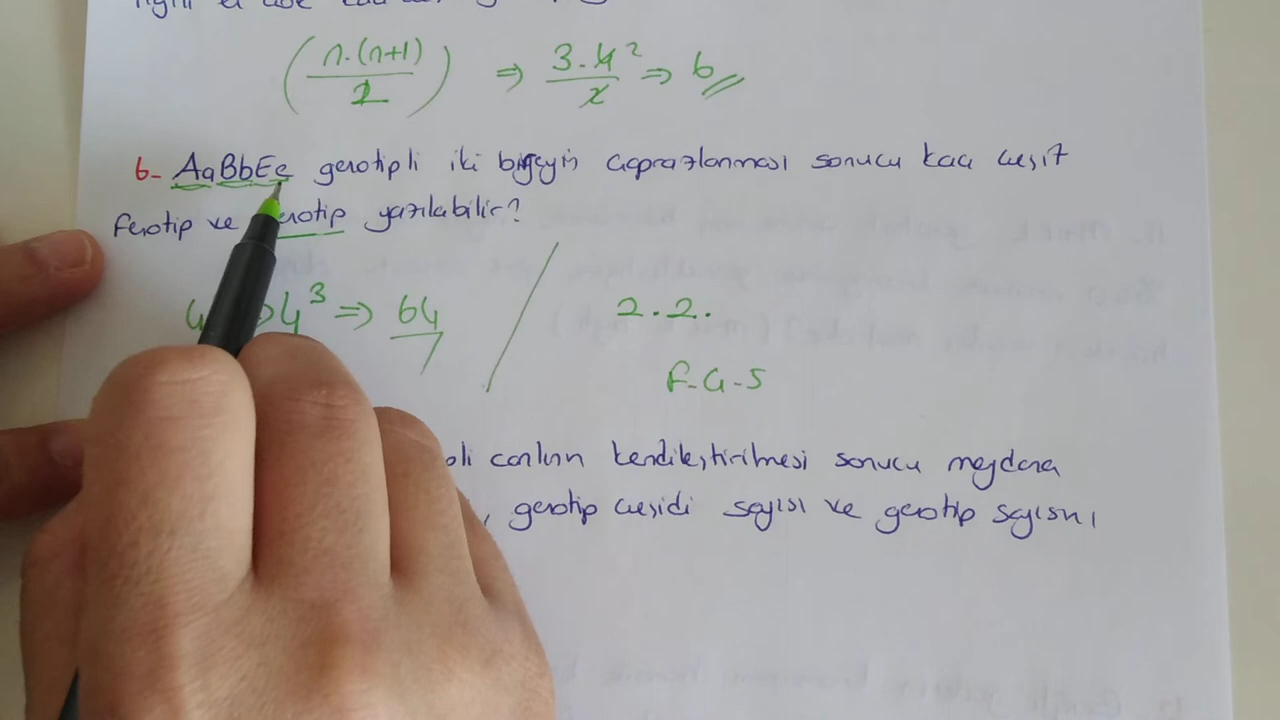 (n.(n+1)/2) ⇒ 3.4²/2 ⇒ 6
6- AaBbEe genotipli iki bireyin çaprazlanması sonucu kaç çeşit
fenotip ve genotip yazılabilir?
4³ ⇒ 64 / 2.2.
F-G-S
canlının kendileştirilmesi sonucu meydana
, genotip çeşidi sayısı ve genotip sayısını